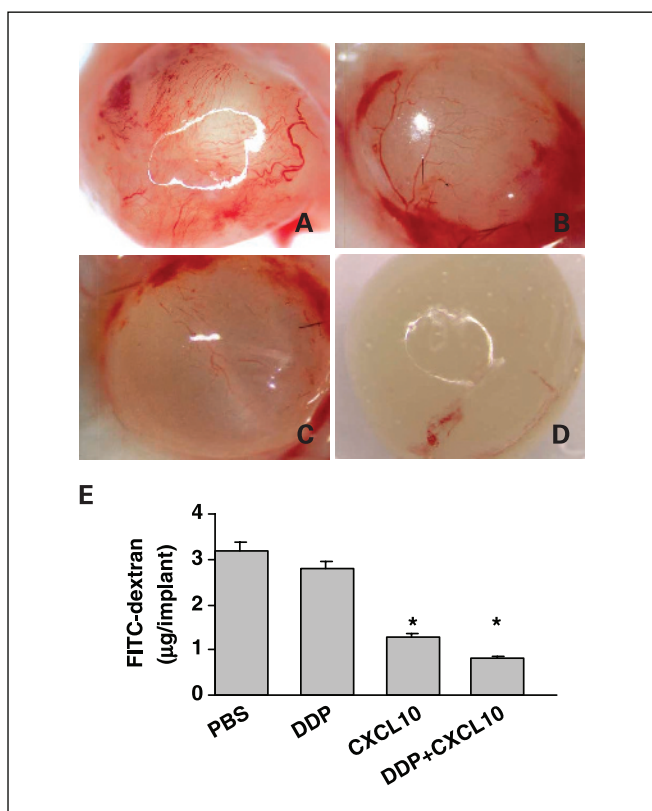 A
B
C
D
E
FITC-dextran
(µg/implant)
4
3
2
1
0
*
*
PBS
DDP
CXCL10
DDP+CXCL10